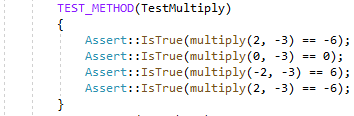 TEST_METHOD(TestMultiply)
{
Assert::IsTrue(multiply(2, -3) == -6);
Assert::IsTrue(multiply(0, -3) == 0);
Assert::IsTrue(multiply(-2, -3) == 6);
Assert::IsTrue(multiply(2, -3) == -6);
}